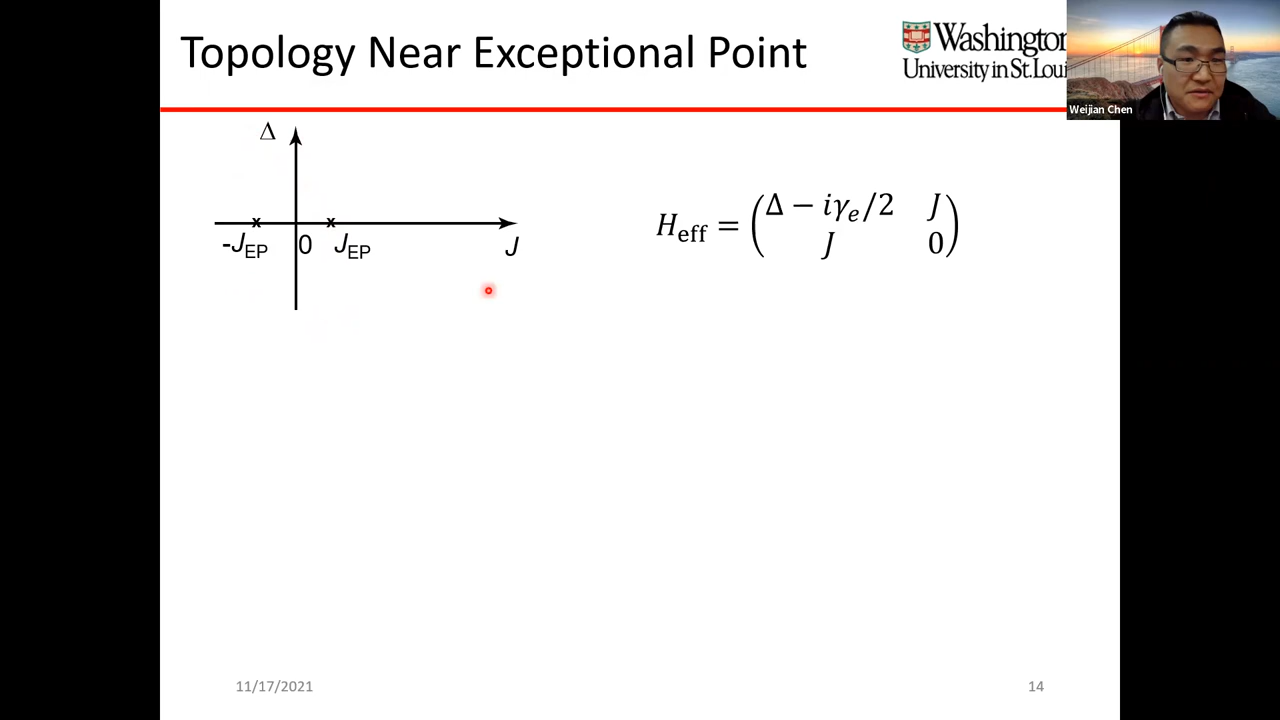 Topology Near Exceptional Point
Washington
University in St.Loui
Weijian Chen
Δ
-J_EP 0 J_EP J
H_eff = (Δ − iγ_e/2 J
J 0)
11/17/2021
14